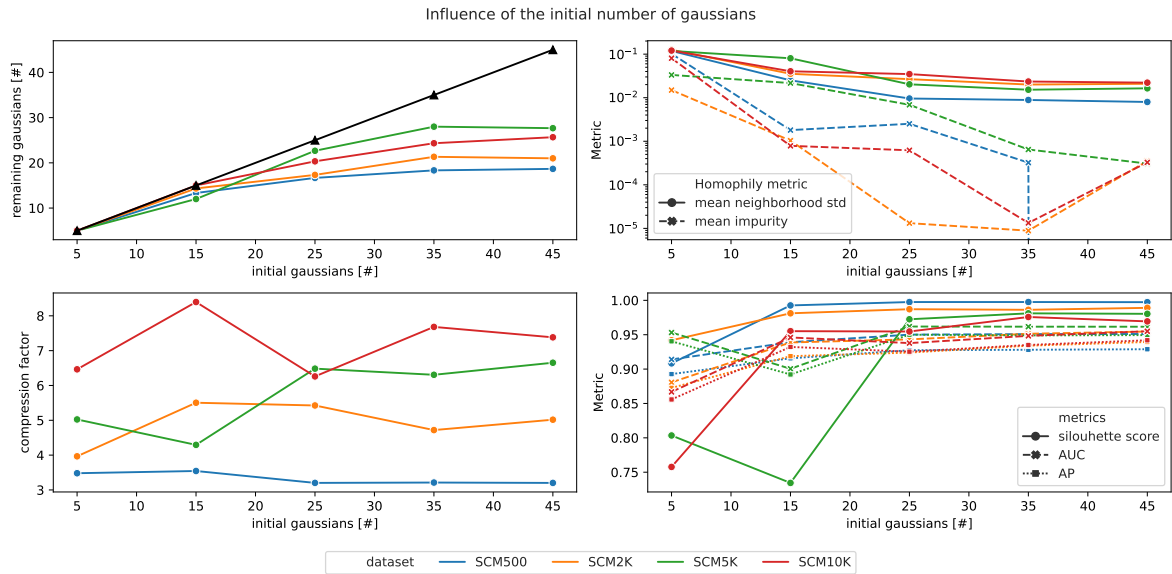 Influence of the initial number of gaussians
remaining gaussians [#]
40
30
20
10
5 10 15 20 25 30 35 40 45
initial gaussians [#]
Metric
10⁻¹
10⁻²
10⁻³
10⁻⁴
10⁻⁵
Homophily metric
mean neighborhood std
mean impurity
5 10 15 20 25 30 35 40 45
initial gaussians [#]
compression factor
8
7
6
5
4
3
5 10 15 20 25 30 35 40 45
initial gaussians [#]
Metric
1.00
0.95
0.90
0.85
0.80
0.75
metrics
silouhette score
AUC
AP
5 10 15 20 25 30 35 40 45
initial gaussians [#]
dataset SCM500 SCM2K SCM5K SCM10K